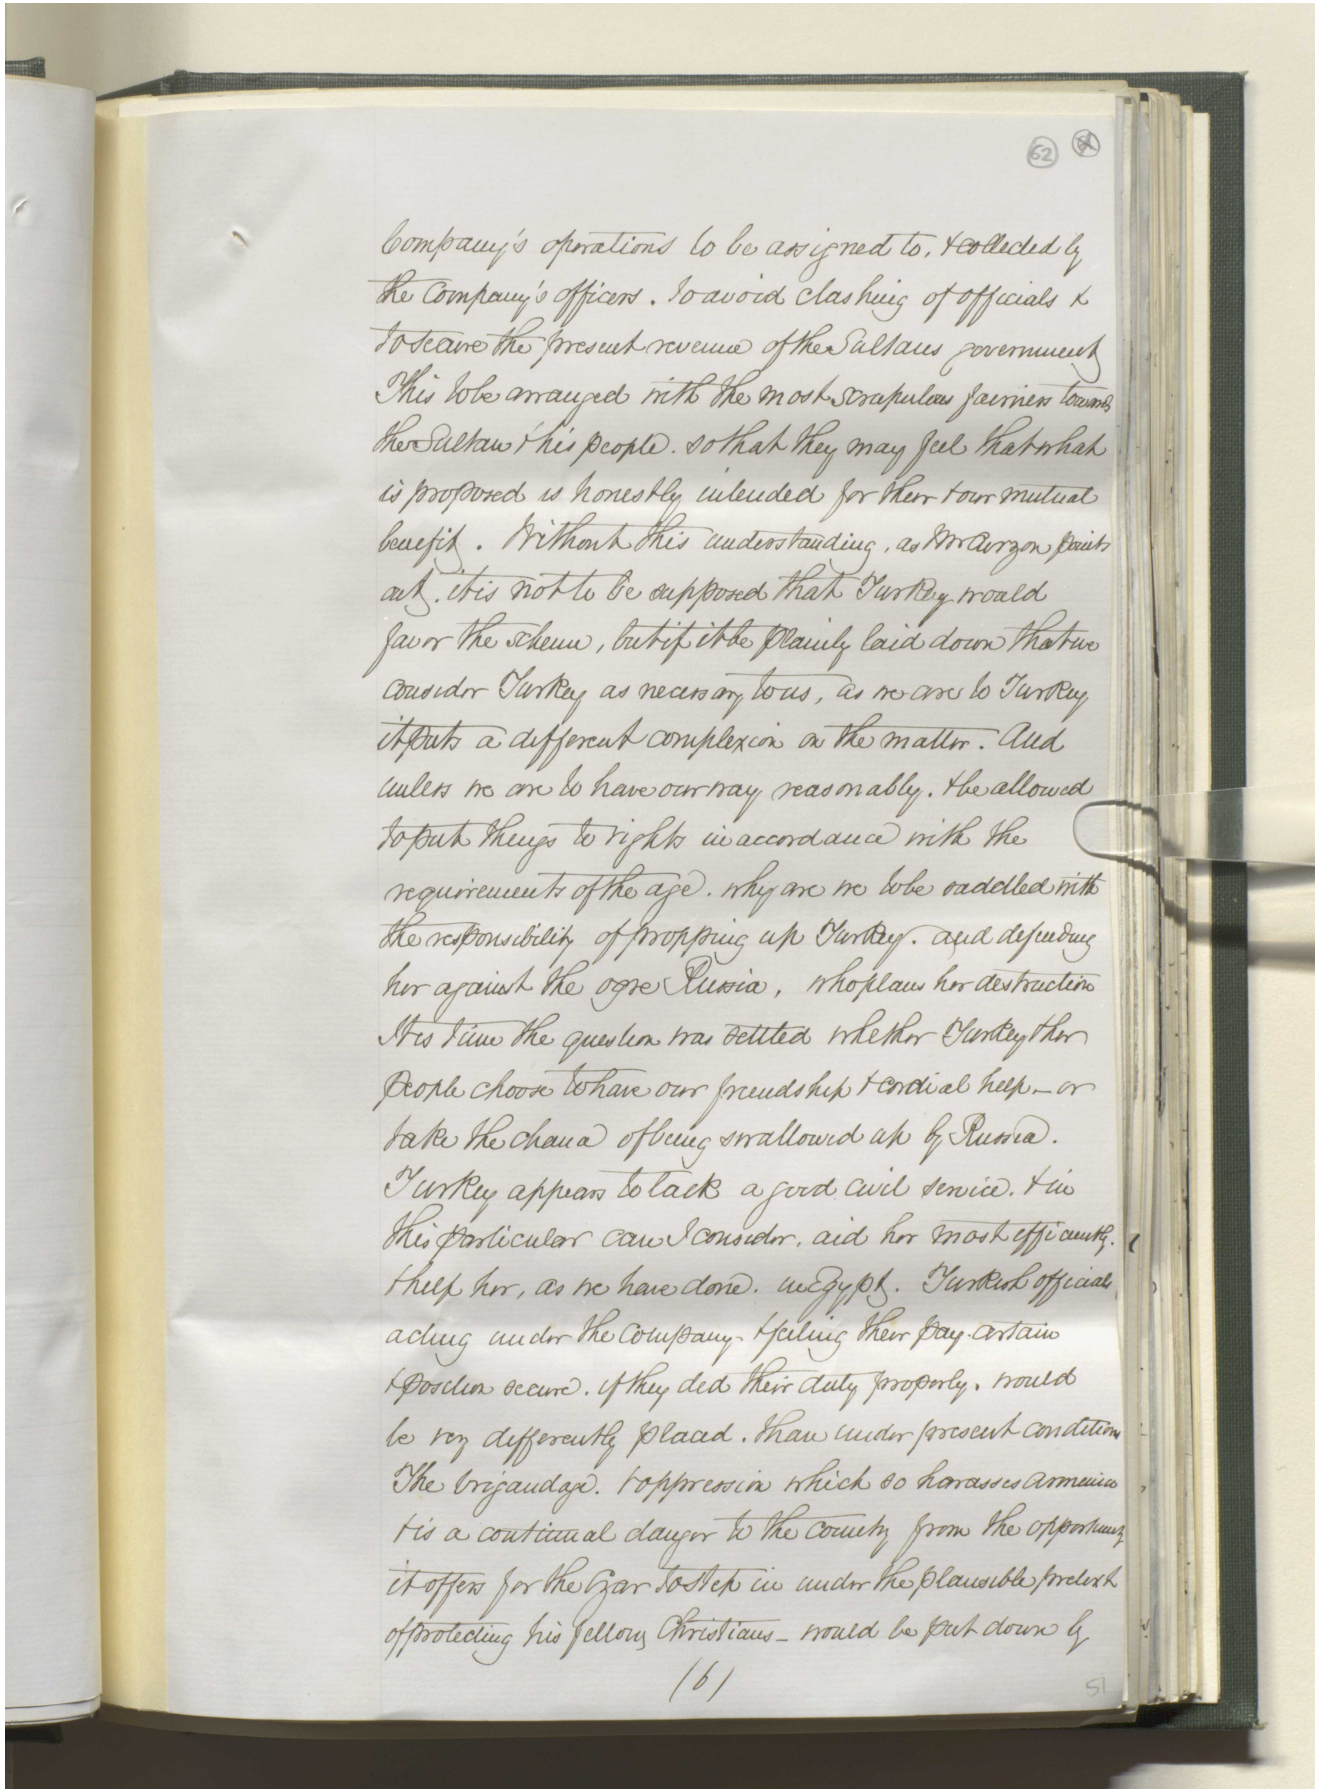 62
Company's operations to be assigned to. & collected by
the Company's officers. To avoid clashing of officials &
to secure the present revenue of the Sultans government
This to be arranged with the most scrupulous fairness towards
the Sultan & his people. so that they may feel that what
is proposed is honestly intended for their & our mutual
benefit. Without this understanding, as Mr Curzon points
out. it is not to be supposed that Turkey would
favor the scheme, but if it be plainly laid down that we
consider Turkey as necessary to us, as we are to Turkey
it puts a different complexion on the matter. And
unless we are to have our way reasonably. & be allowed
to put things to rights in accordance with the
requirements of the age. why are we to be saddled with
the responsibility of propping up Turkey. and defending
her against the ogre Russia, who plans her destruction
It is time the question was settled whether Turkey & her
people choose to have our friendship & cordial help - or
take the chance of being swallowed up by Russia.
Turkey appears to lack a good civil service. & in
this particular can I consider. aid her most efficiently.
& help her, as we have done. in Egypt. Turkish officials
acting under the Company - & feeling their pay certain
& position secure. if they did their duty properly. would
be very differently placed. than under present conditions
The brigandage. & oppression which so harasses Armenia
& is a continual danger to the country from the opportunity
it offers for the Czar to step in under the plausible pretext
of protecting his fellow Christians - would be put down by
(6)
51